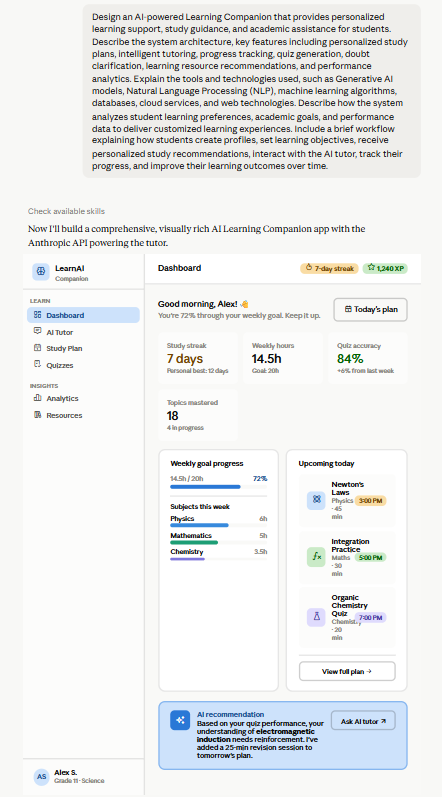 Design an AI-powered Learning Companion that provides personalized
learning support, study guidance, and academic assistance for students.
Describe the system architecture, key features including personalized study
plans, intelligent tutoring, progress tracking, quiz generation, doubt
clarification, learning resource recommendations, and performance
analytics. Explain the tools and technologies used, such as Generative AI
models, Natural Language Processing (NLP), machine learning algorithms,
databases, cloud services, and web technologies. Describe how the system
analyzes student learning preferences, academic goals, and performance
data to deliver customized learning experiences. Include a brief workflow
explaining how students create profiles, set learning objectives, receive
personalized study recommendations, interact with the AI tutor, track their
progress, and improve their learning outcomes over time.
Check available skills
Now I'll build a comprehensive, visually rich AI Learning Companion app with the
Anthropic API powering the tutor.
LearnAI
Companion
LEARN
Dashboard
AI Tutor
Study Plan
Quizzes
INSIGHTS
Analytics
Resources
AS
Alex S.
Grade 11 · Science
Dashboard
7-day streak
1,240 XP
Good morning, Alex! 👋
You're 72% through your weekly goal. Keep it up.
Today's plan
Study streak
7 days
Personal best: 12 days
Weekly hours
14.5h
Goal: 20h
Quiz accuracy
84%
+6% from last week
Topics mastered
18
4 in progress
Weekly goal progress
14.5h / 20h
72%
Subjects this week
Physics
6h
Mathematics
5h
Chemistry
3.5h
Upcoming today
Newton's
Laws
Physics
· 45
min
3:00 PM
Integration
Practice
Maths
· 30
min
5:00 PM
Organic
Chemistry
Quiz
Chemistry
· 20
min
7:00 PM
View full plan →
AI recommendation
Based on your quiz performance, your
understanding of electromagnetic
induction needs reinforcement. I've
added a 25-min revision session to
tomorrow's plan.
Ask AI tutor ↗